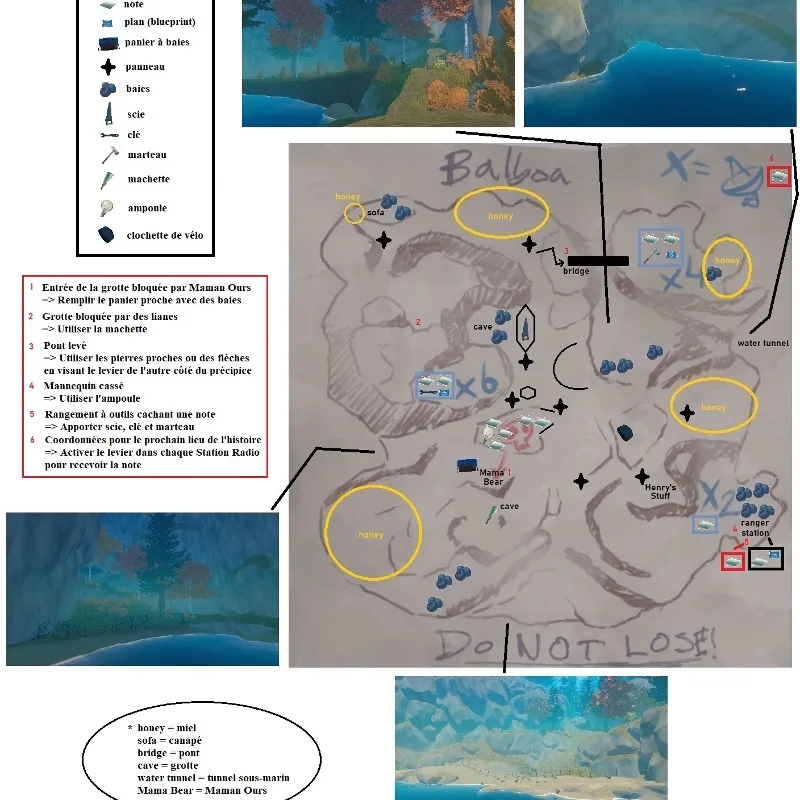 note
plan (blueprint)
panier à baies
panneau
baies
scie
clé
marteau
machette
ampoule
clochette de vélo
1 Entrée de la grotte bloquée par Maman Ours
=> Remplir le panier proche avec des baies
2 Grotte bloquée par des lianes
=> Utiliser la machette
3 Pont levé
=> Utiliser les pierres proches ou des flèches
en visant le levier de l'autre côté du précipice
4 Mannequin cassé
=> Utiliser l'ampoule
5 Rangement à outils cachant une note
=> Apporter scie, clé et marteau
6 Coordonnées pour le prochain lieu de l'histoire
=> Activer le levier dans chaque Station Radio
pour recevoir la note
Balboa
X=
6
honey
sofa
honey
3
bridge
honey
X4
2
cave
water tunnel
X6
honey
Mama
Bear
1
Henry's
Stuff
cave
X2
honey
ranger
station
4
5
DO NOT LOSE!
* honey = miel
sofa = canapé
bridge = pont
cave = grotte
water tunnel = tunnel sous-marin
Mama Bear = Maman Ours